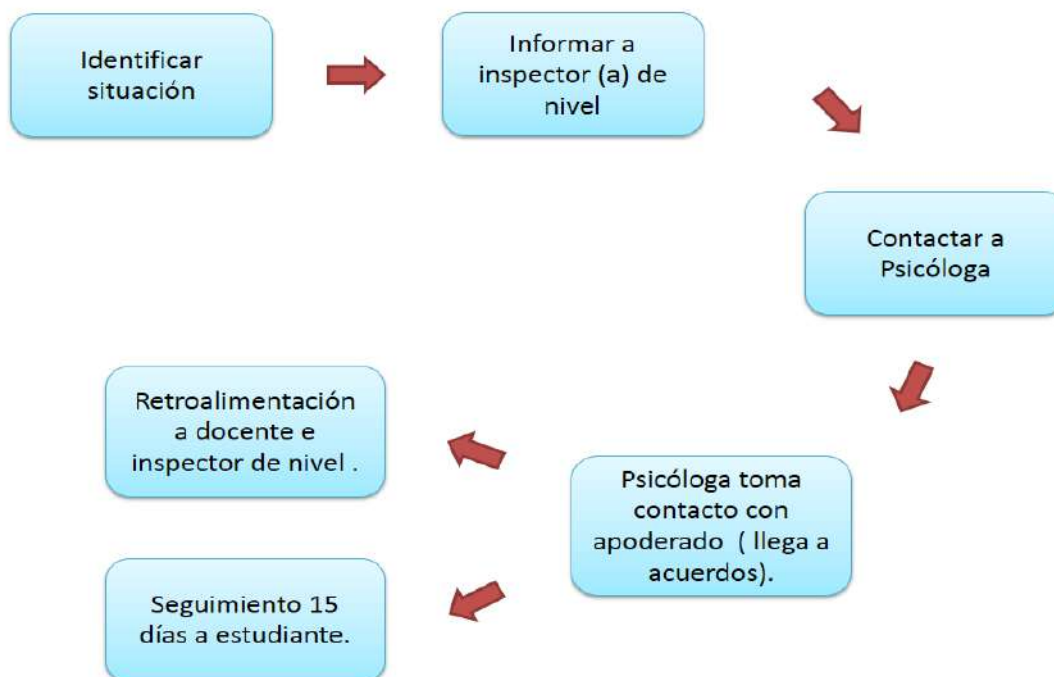 Identificar
situación
Informar a
inspector (a) de
nivel
Contactar a
Psicóloga
Psicóloga toma
contacto con
apoderado ( llega a
acuerdos).
Retroalimentación
a docente e
inspector de nivel .
Seguimiento 15
días a estudiante.